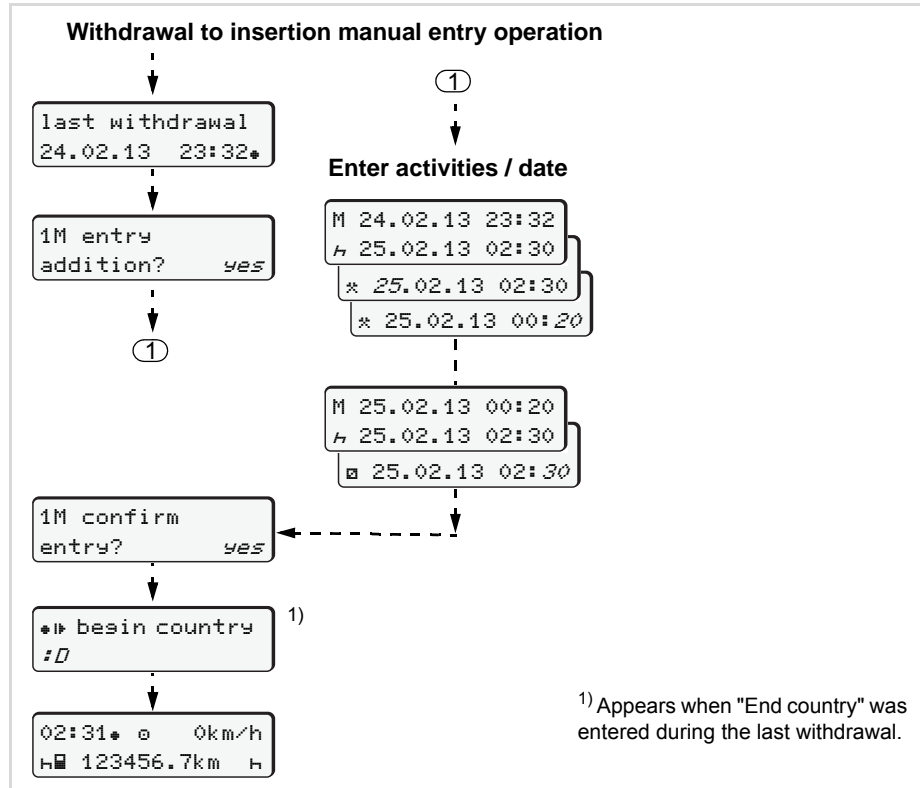 Withdrawal to insertion manual entry operation
last withdrawal
24.02.13 23:32
1M entry
addition? yes
1
1
Enter activities / date
M 24.02.13 23:32
25.02.13 02:30
25.02.13 02:30
25.02.13 00:20
M 25.02.13 00:20
25.02.13 02:30
25.02.13 02:30
1M confirm
entry? yes
begin country 1)
:D
02:31 0km/h
123456.7km
1) Appears when "End country" was
entered during the last withdrawal.